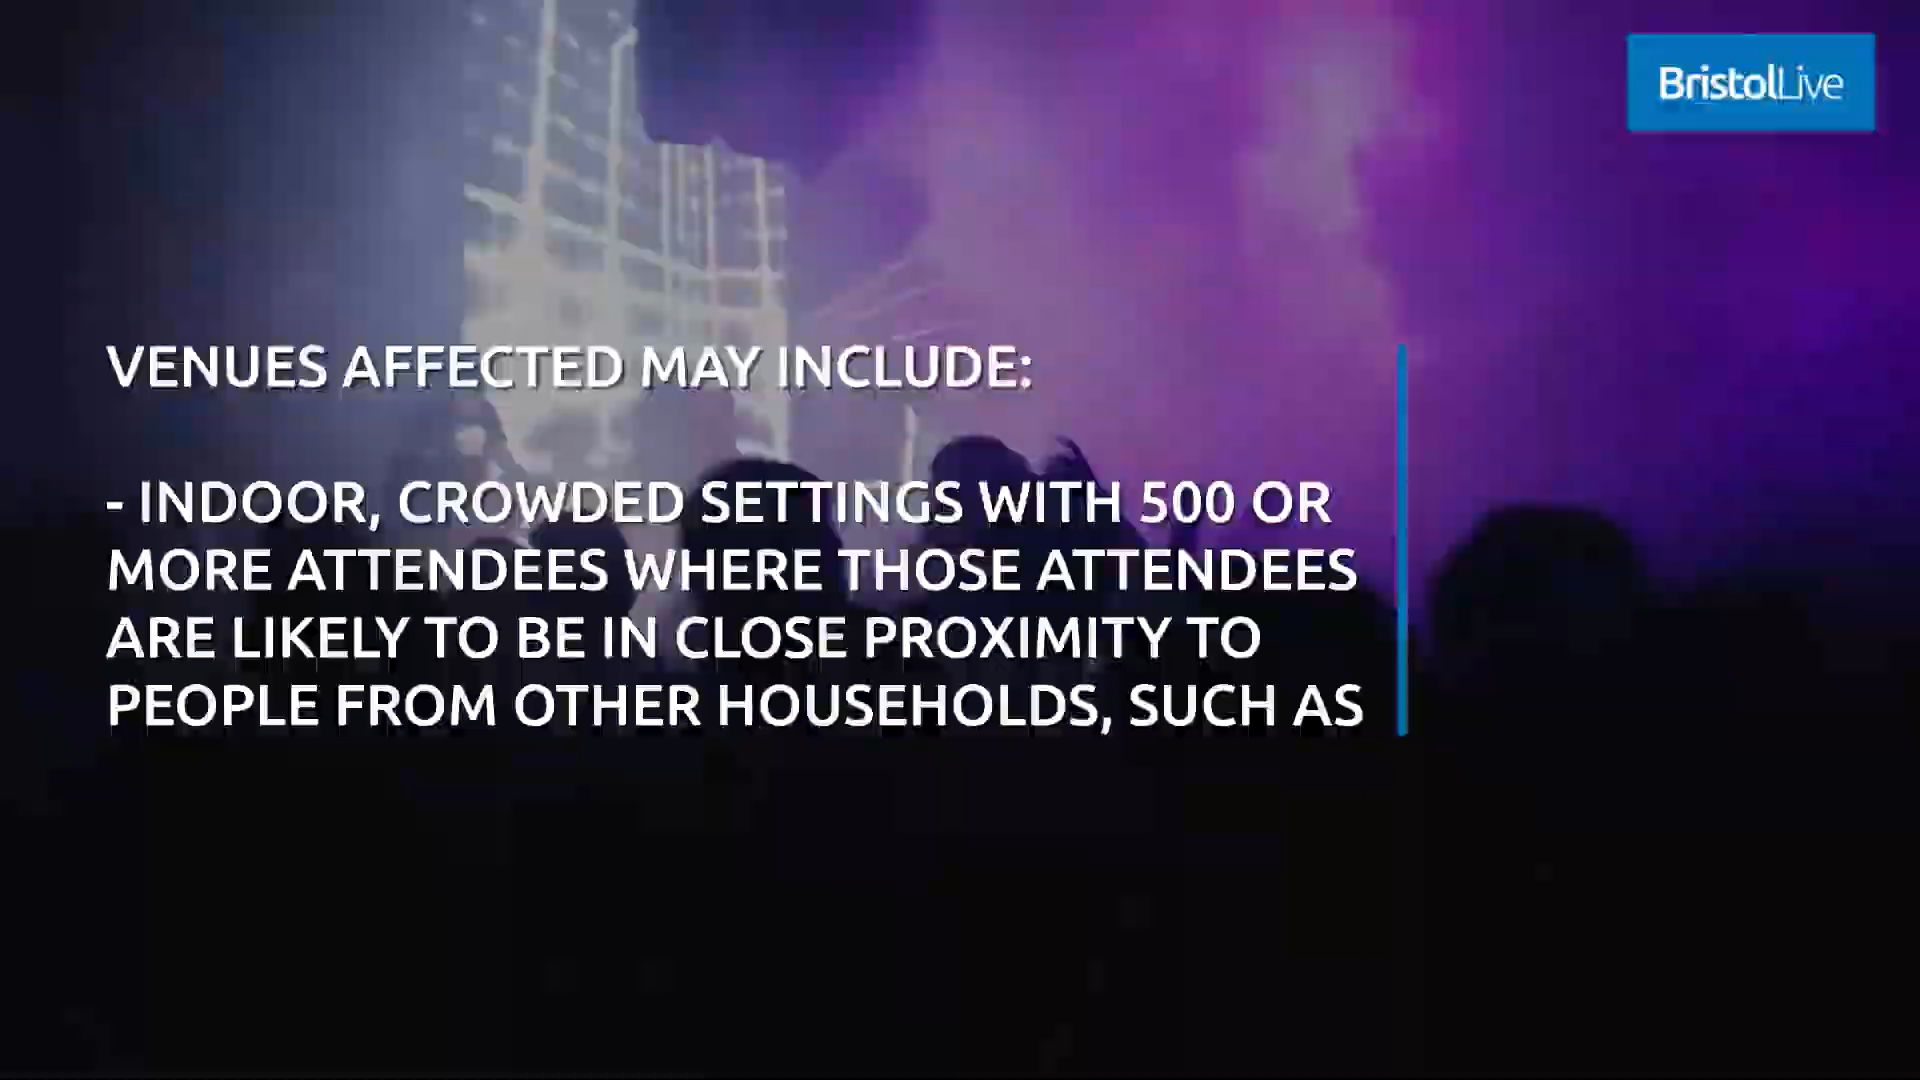 BristolLive
VENUES AFFECTED MAY INCLUDE:
- INDOOR, CROWDED SETTINGS WITH 500 OR
MORE ATTENDEES WHERE THOSE ATTENDEES
ARE LIKELY TO BE IN CLOSE PROXIMITY TO
PEOPLE FROM OTHER HOUSEHOLDS, SUCH AS